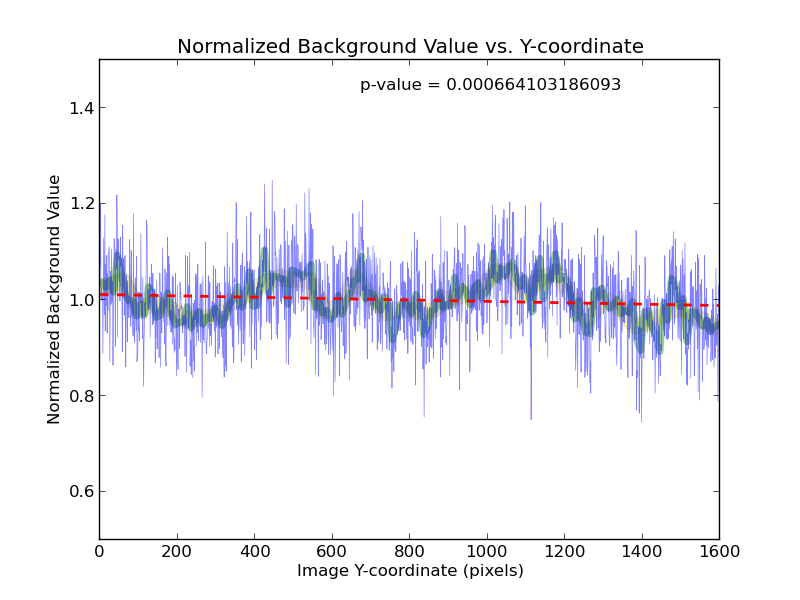 Normalized Background Value vs. Y-coordinate
p-value = 0.000664103186093
1.4
1.2
1.0
0.8
0.6
Normalized Background Value
0 200 400 600 800 1000 1200 1400 1600
Image Y-coordinate (pixels)